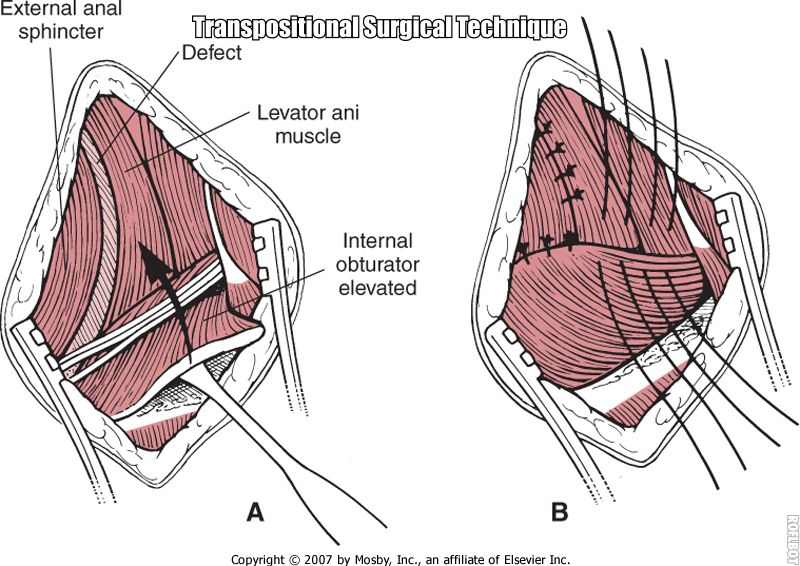 Transpositional Surgical Technique
External anal
sphincter
Defect
Levator ani
muscle
Internal
obturator
elevated
A
B
Copyright © 2007 by Mosby, Inc., an affiliate of Elsevier Inc.
ROFLBOT